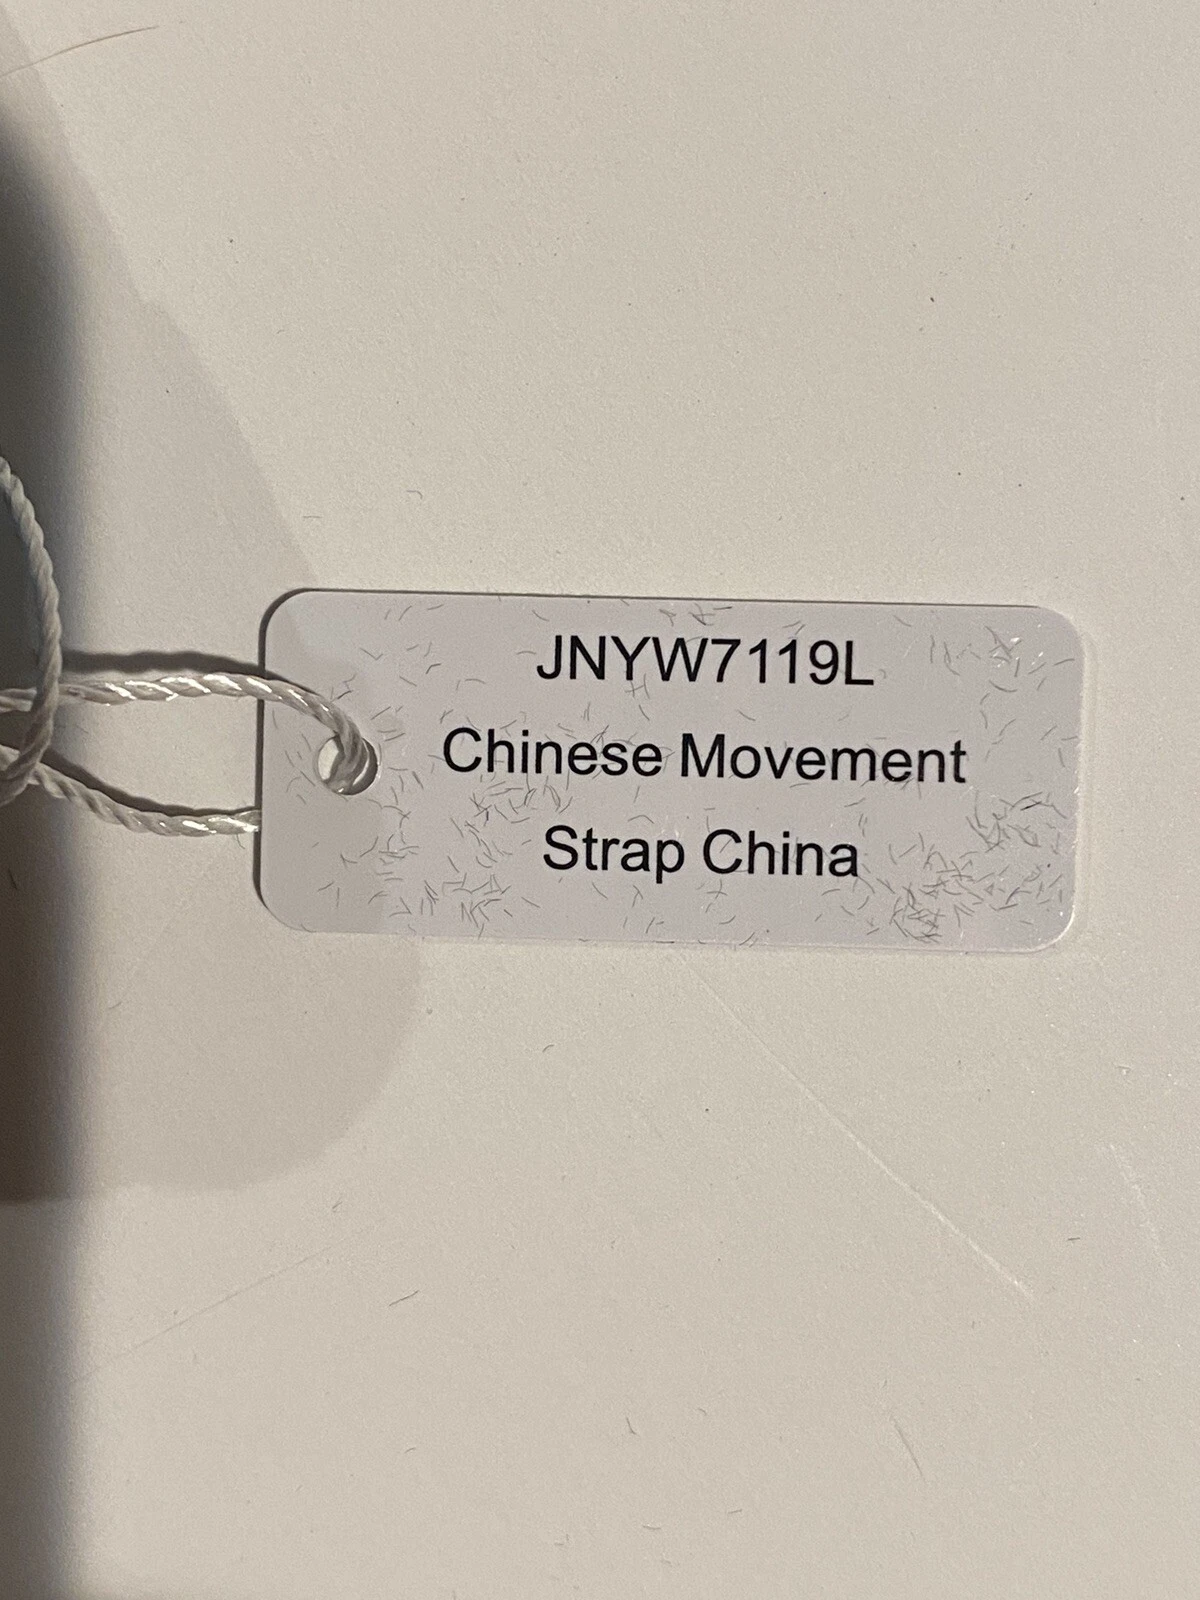 JNYW7119L
Chinese Movement
Strap China